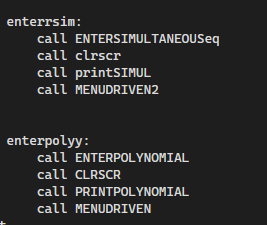 enterrsim:
call ENTERSIMULTANEOUSeq
call clrscr
call printSIMUL
call MENUDRIVEN2
enterpolyy:
call ENTERPOLYNOMIAL
call CLRSCR
call PRINTPOLYNOMIAL
call MENUDRIVEN